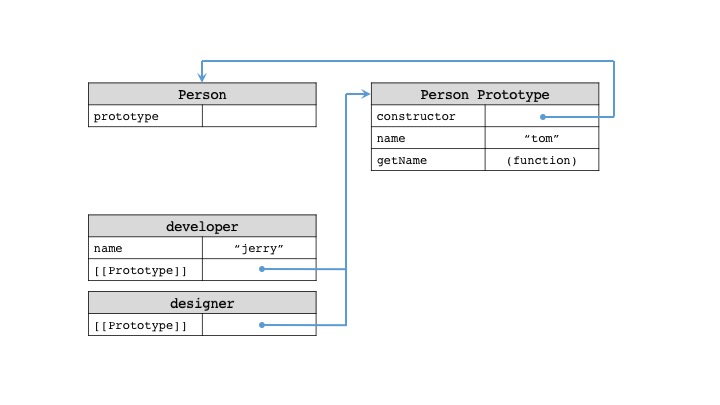 Person
prototype
Person Prototype
constructor
name “tom”
getName (function)
developer
name “jerry”
[[Prototype]]
designer
[[Prototype]]